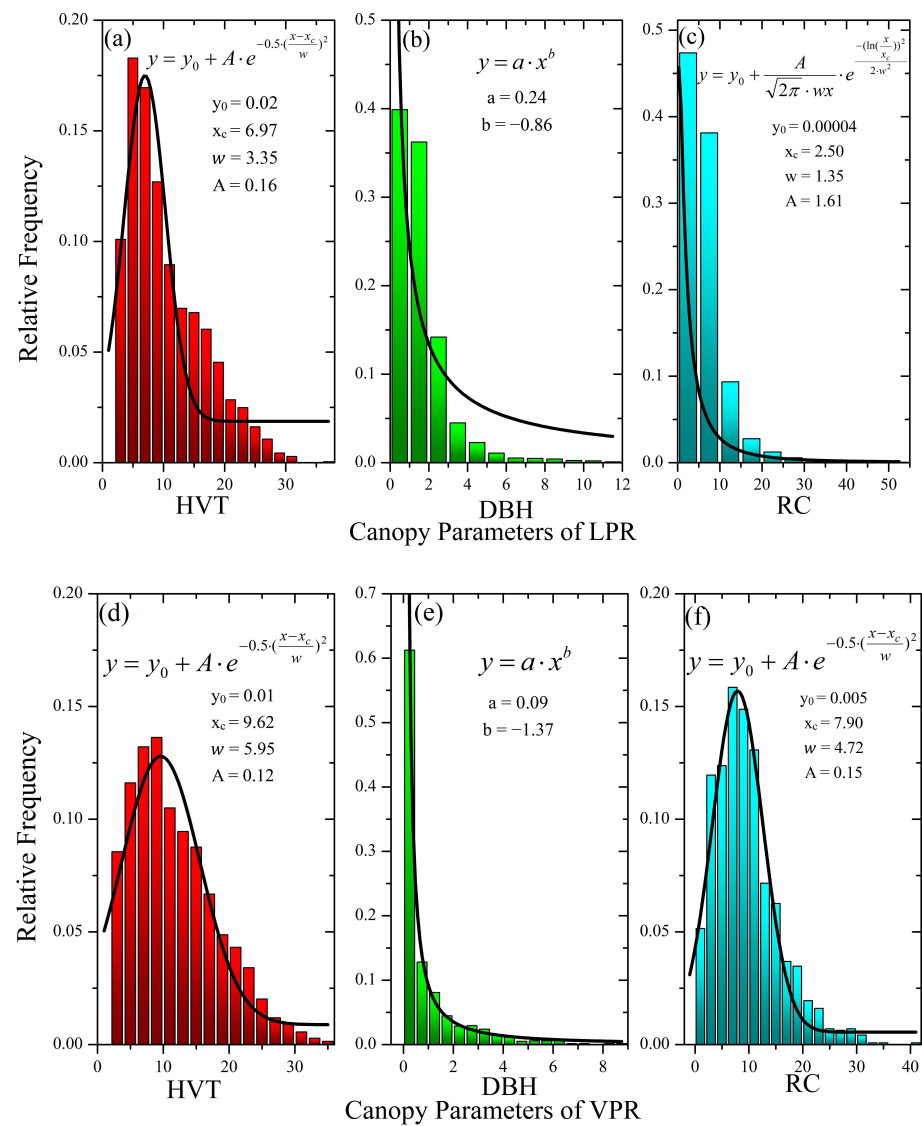 (a)
y = y₀ + A·e^(−0.5·((x−x_c)/w)²)
y₀ = 0.02
x_c = 6.97
w = 3.35
A = 0.16
0.20
0.15
0.10
0.05
0.00
Relative Frequency
0 10 20 30
HVT
(b)
y = a·x^b
a = 0.24
b = −0.86
0.5
0.4
0.3
0.2
0.1
0.0
0 2 4 6 8 10 12
DBH
(c)
y = y₀ + A/(√2π·wx)·e^(−(ln(x/x_c))²/(2·w²))
y₀ = 0.00004
x_c = 2.50
w = 1.35
A = 1.61
0.5
0.4
0.3
0.2
0.1
0.0
0 10 20 30 40 50
RC
Canopy Parameters of LPR
(d)
y = y₀ + A·e^(−0.5·((x−x_c)/w)²)
y₀ = 0.01
x_c = 9.62
w = 5.95
A = 0.12
0.20
0.15
0.10
0.05
0.00
Relative Frequency
0 10 20 30
HVT
(e)
y = a·x^b
a = 0.09
b = −1.37
0.7
0.6
0.5
0.4
0.3
0.2
0.1
0.0
0 2 4 6 8
DBH
(f)
y = y₀ + A·e^(−0.5·((x−x_c)/w)²)
y₀ = 0.005
x_c = 7.90
w = 4.72
A = 0.15
0.20
0.15
0.10
0.05
0.00
0 10 20 30 40
RC
Canopy Parameters of VPR